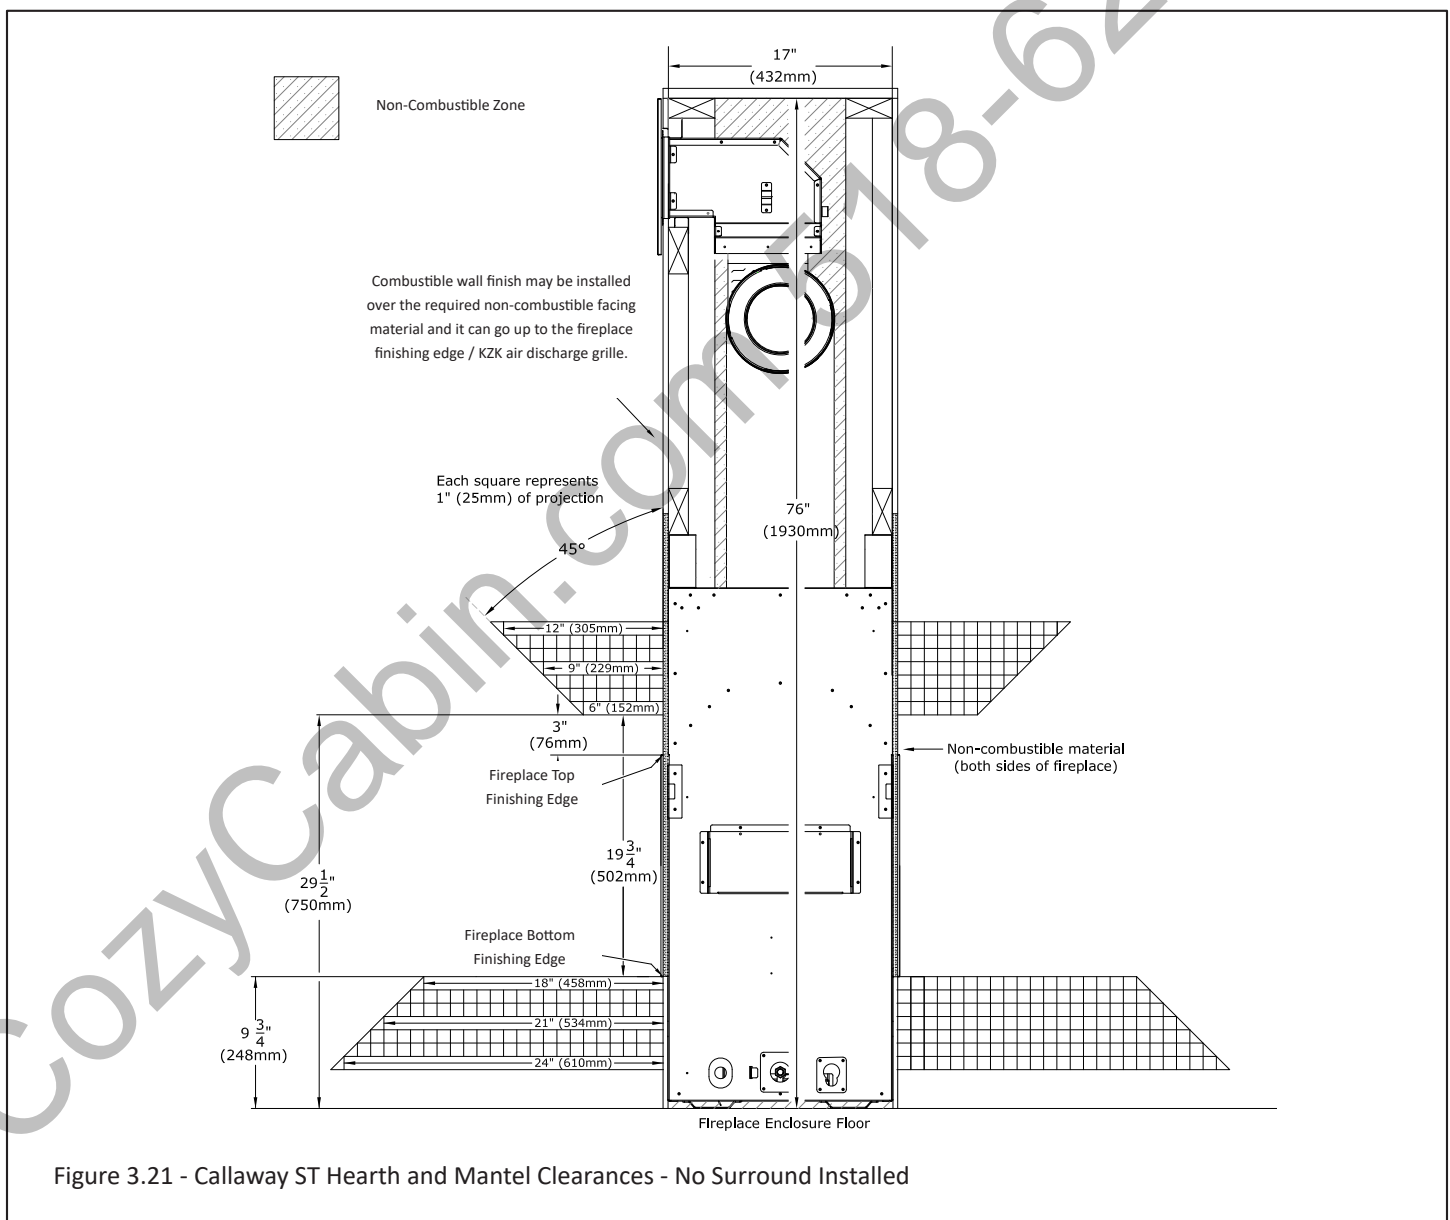 17"
(432mm)
Non-Combustible Zone
Combustible wall finish may be installed
over the required non-combustible facing
material and it can go up to the fireplace
finishing edge / KZK air discharge grille.
Each square represents
1" (25mm) of projection
45°
76"
(1930mm)
12" (305mm)
9" (229mm)
6" (152mm)
3"
(76mm)
Non-combustible material
(both sides of fireplace)
Fireplace Top
Finishing Edge
19 3/4"
(502mm)
29 1/2"
(750mm)
Fireplace Bottom
Finishing Edge
18" (458mm)
21" (534mm)
24" (610mm)
9 3/4"
(248mm)
Fireplace Enclosure Floor
Figure 3.21 - Callaway ST Hearth and Mantel Clearances - No Surround Installed
CozyCabin.com 518-62